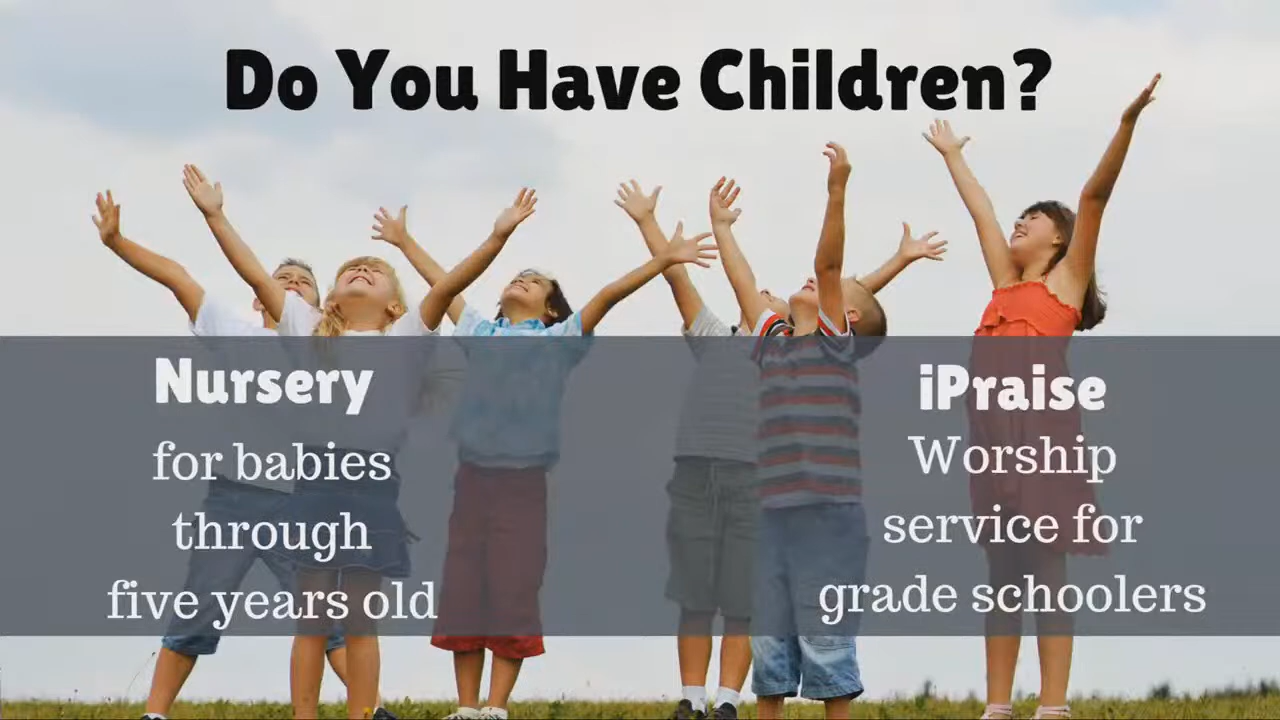 Do You Have Children?
Nursery
for babies
through
five years old
iPraise
Worship
service for
grade schoolers